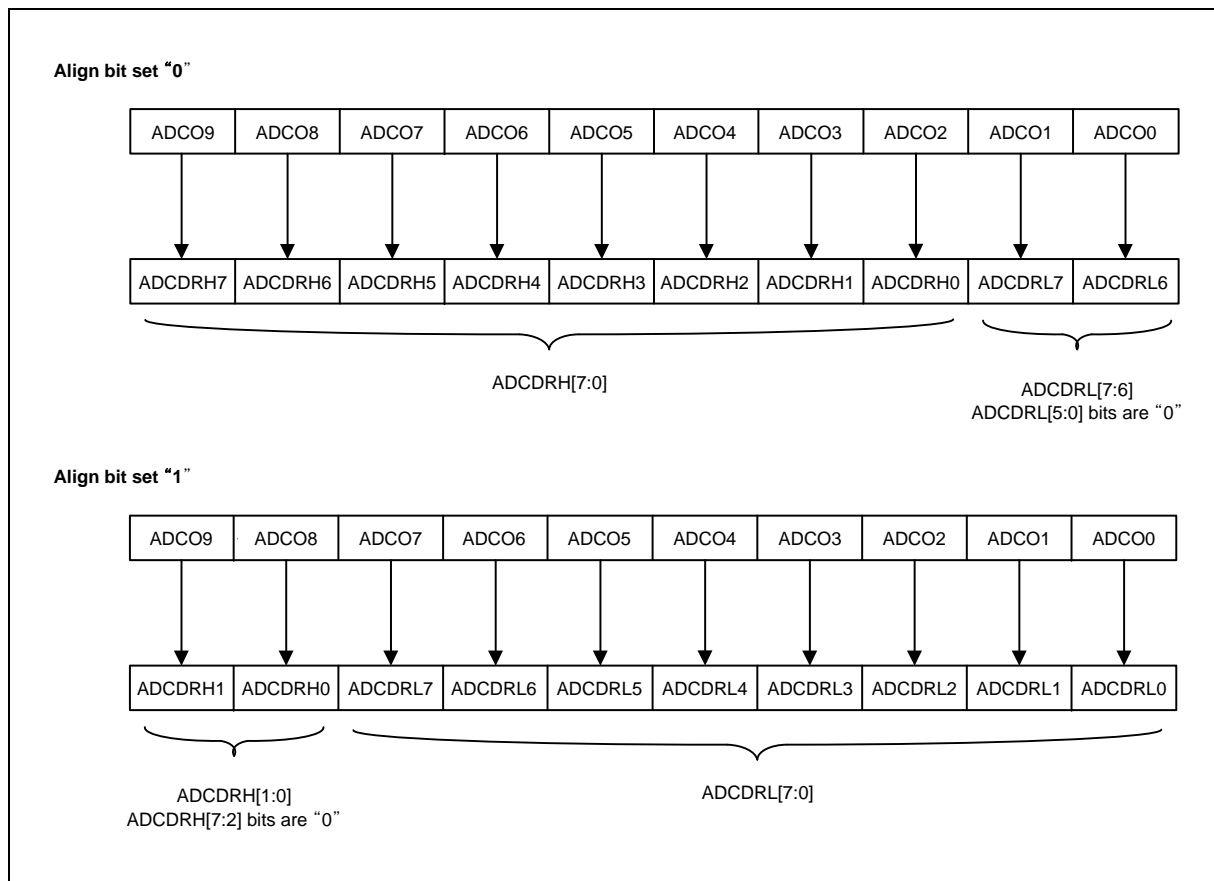 Align bit set “0”
ADCO9 ADCO8 ADCO7 ADCO6 ADCO5 ADCO4 ADCO3 ADCO2 ADCO1 ADCO0
ADCDRH7 ADCDRH6 ADCDRH5 ADCDRH4 ADCDRH3 ADCDRH2 ADCDRH1 ADCDRH0 ADCDRL7 ADCDRL6
ADCDRH[7:0]
ADCDRL[7:6]
ADCDRL[5:0] bits are “0”
Align bit set “1”
ADCO9 ADCO8 ADCO7 ADCO6 ADCO5 ADCO4 ADCO3 ADCO2 ADCO1 ADCO0
ADCDRH1 ADCDRH0 ADCDRL7 ADCDRL6 ADCDRL5 ADCDRL4 ADCDRL3 ADCDRL2 ADCDRL1 ADCDRL0
ADCDRH[1:0]
ADCDRH[7:2] bits are “0”
ADCDRL[7:0]